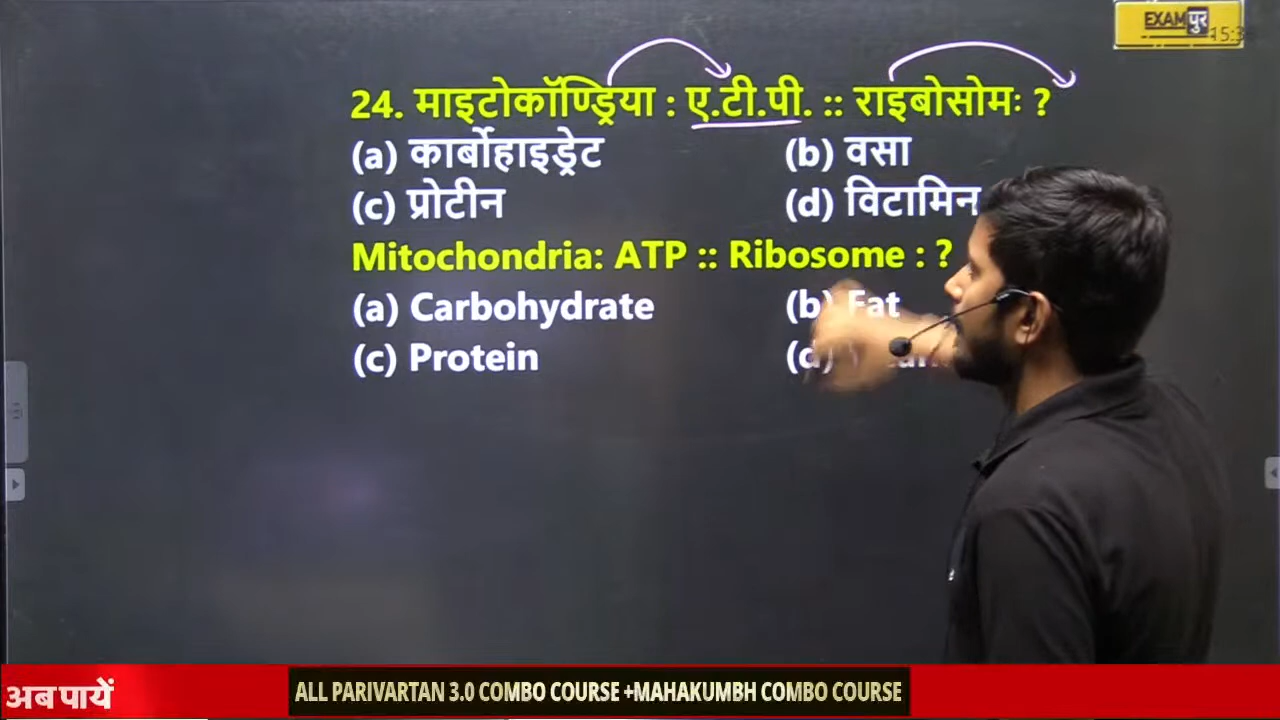 EXAMपुर
24. माइटोकॉण्ड्रिया : ए.टी.पी. :: राइबोसोमः ?
(a) कार्बोहाइड्रेट (b) वसा
(c) प्रोटीन (d) विटामिन
Mitochondria: ATP :: Ribosome : ?
(a) Carbohydrate (b) Fat
(c) Protein (d)
अब पायें
ALL PARIVARTAN 3.0 COMBO COURSE +MAHAKUMBH COMBO COURSE